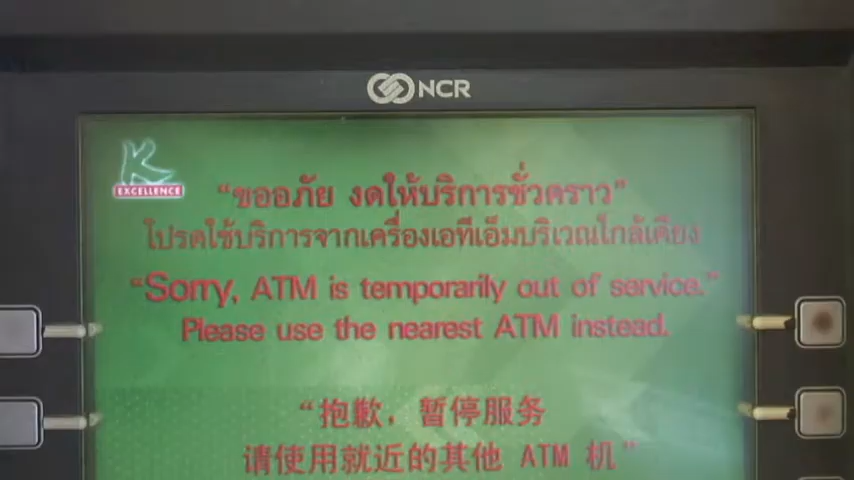 NCR
K
EXCELLENCE
“ขออภัย งดให้บริการชั่วคราว”
โปรดใช้บริการจากเครื่องเอทีเอ็มบริเวณใกล้เคียง
“Sorry, ATM is temporarily out of service.”
Please use the nearest ATM instead.
“抱歉，暂停服务
请使用就近的其他 ATM 机”